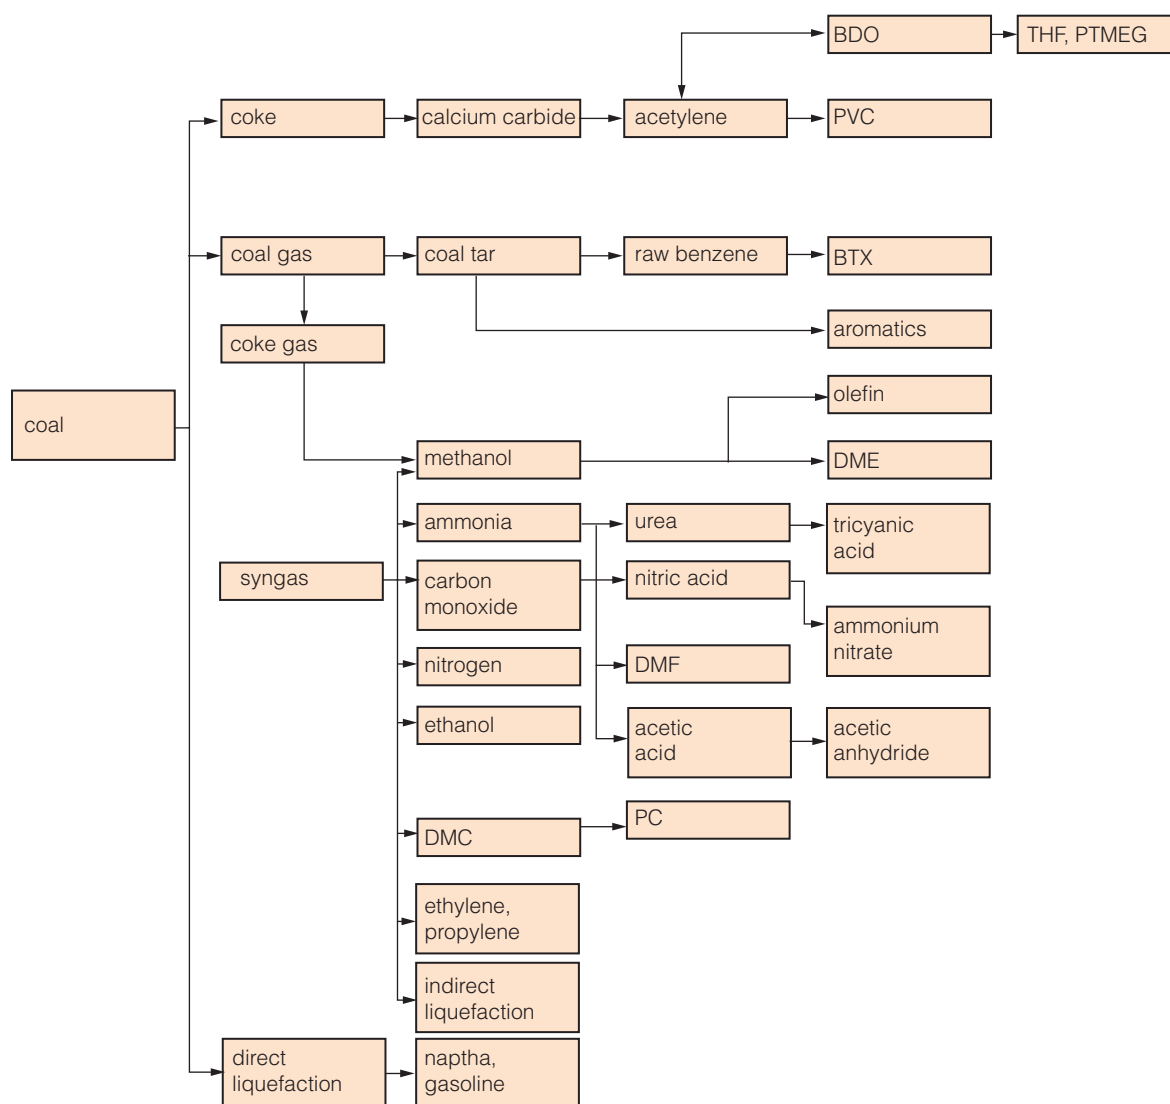 BDO
THF, PTMEG
coke
calcium carbide
acetylene
PVC
coal gas
coal tar
raw benzene
BTX
coke gas
aromatics
coal
olefin
methanol
DME
ammonia
urea
tricyanic
acid
syngas
carbon
monoxide
nitric acid
ammonium
nitrate
nitrogen
DMF
ethanol
acetic
acid
acetic
anhydride
DMC
PC
ethylene,
propylene
indirect
liquefaction
direct
liquefaction
naptha,
gasoline